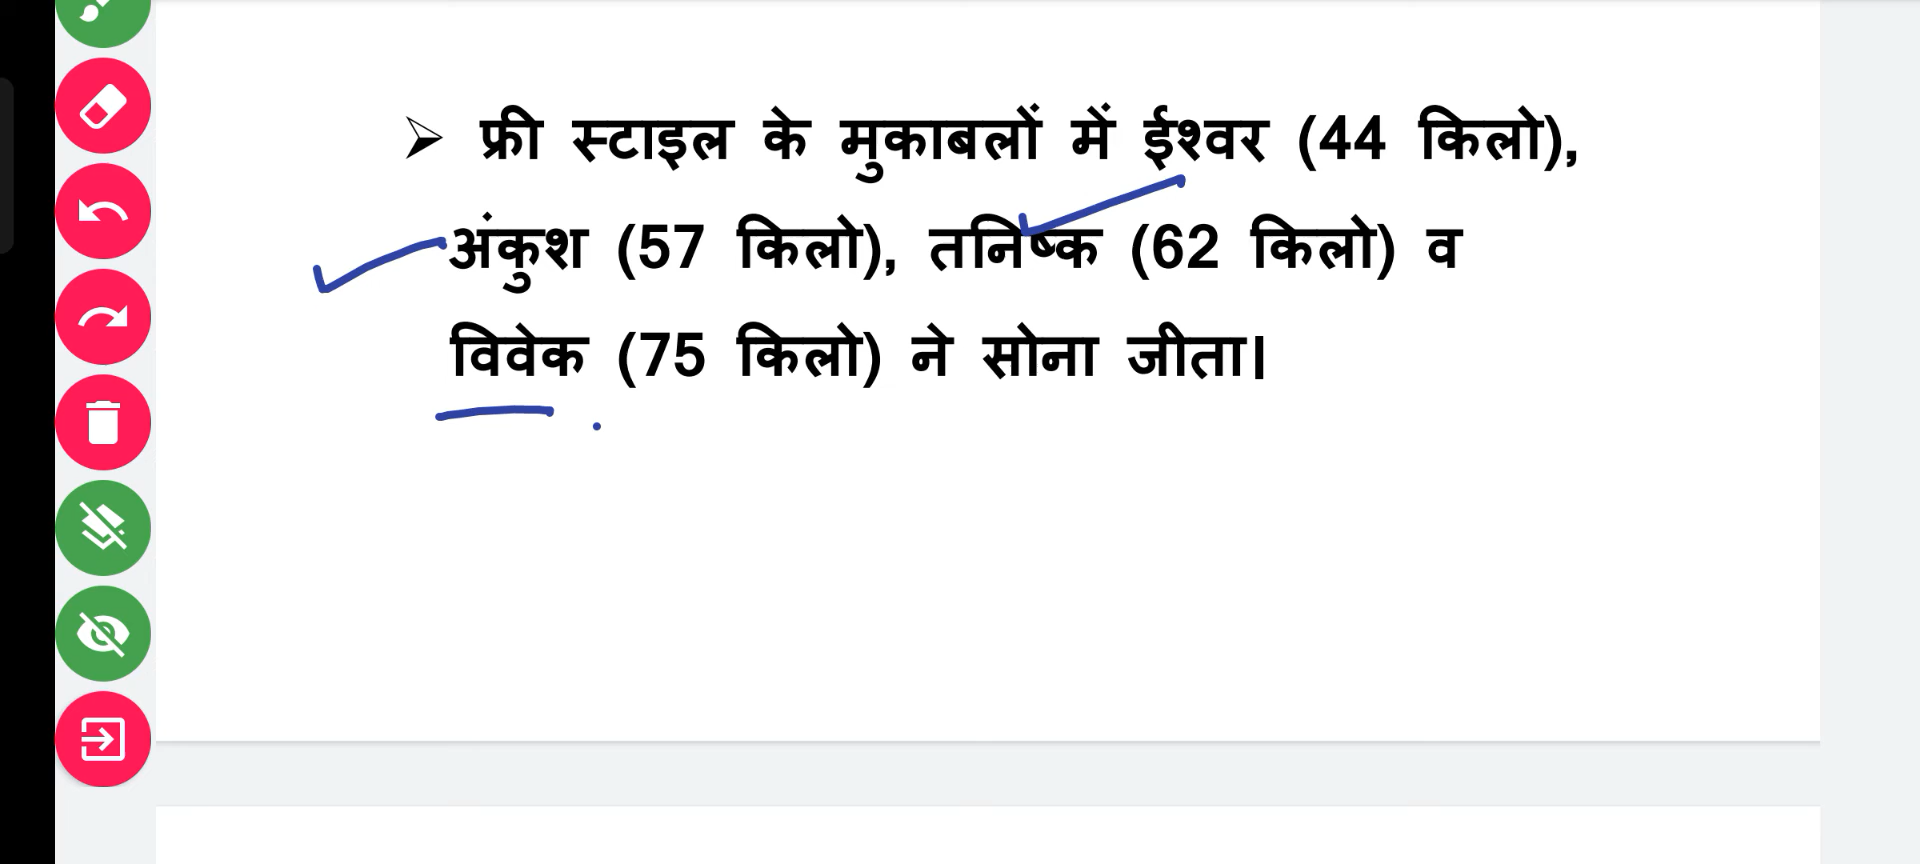 ➢ फ्री स्टाइल के मुकाबलों में ईश्वर (44 किलो),
अंकुश (57 किलो), तनिष्क (62 किलो) व
विवेक (75 किलो) ने सोना जीता।